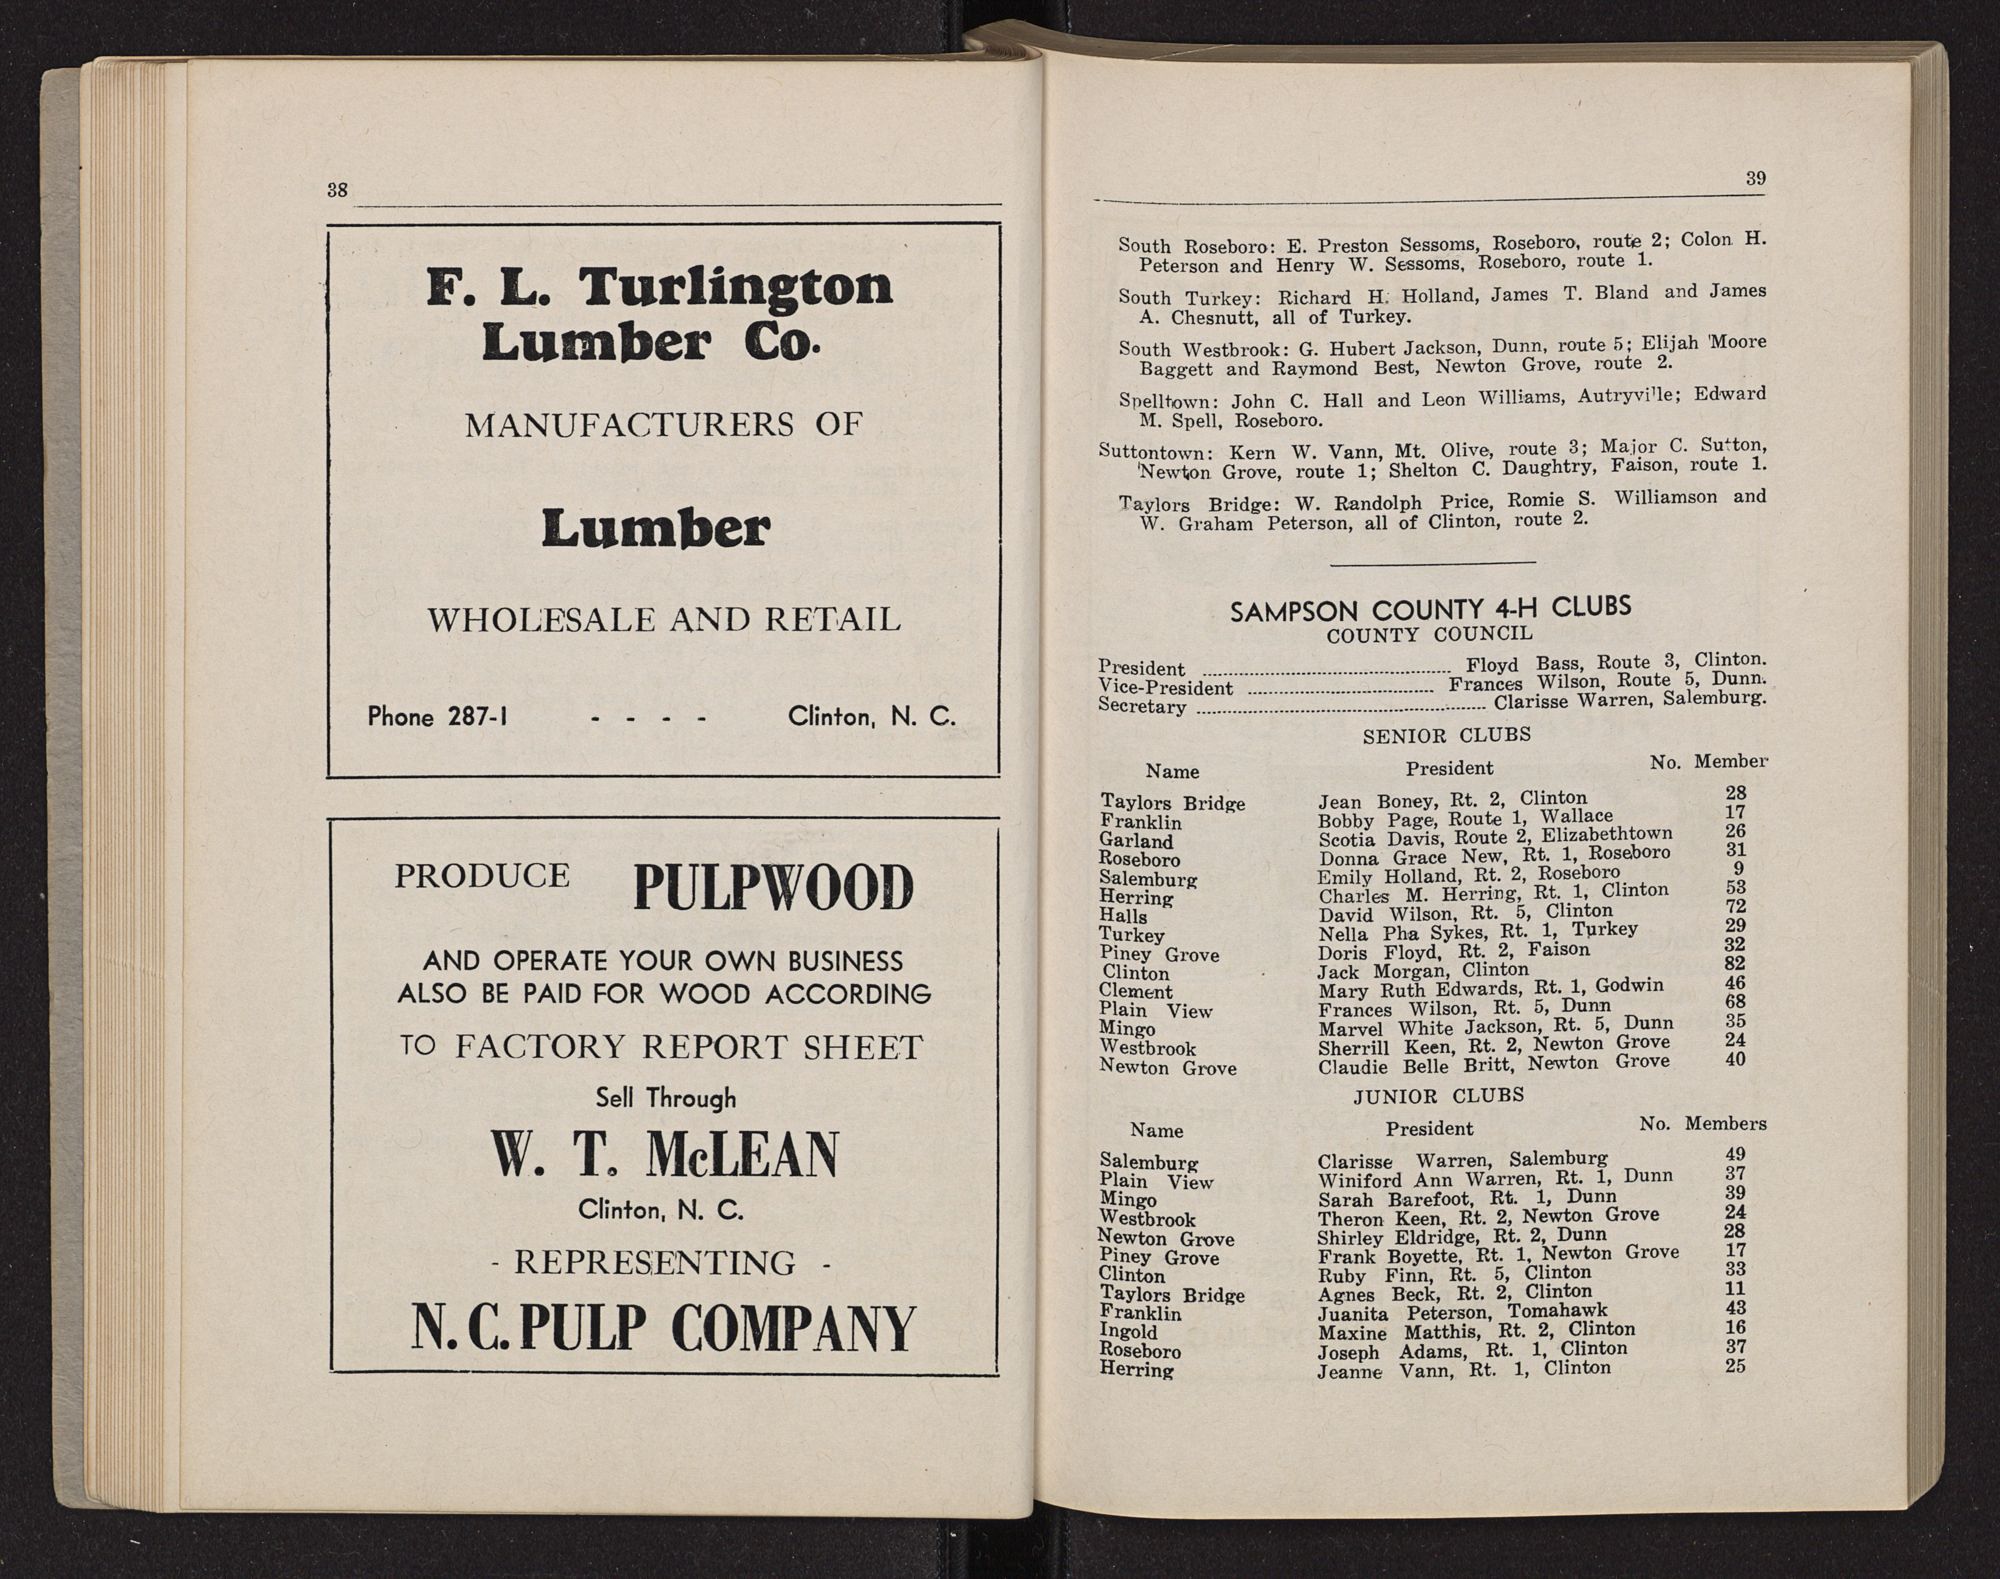 38
F. L. Turlington
Lumber Co.
MANUFACTURERS OF
Lumber
WHOLESALE AND RETAIL
Phone 287-1 - - - - Clinton, N. C.
PRODUCE PULPWOOD
AND OPERATE YOUR OWN BUSINESS
ALSO BE PAID FOR WOOD ACCORDING
TO FACTORY REPORT SHEET
Sell Through
W. T. McLEAN
Clinton, N. C.
- REPRESENTING -
N. C. PULP COMPANY
39
South Roseboro: E. Preston Sessoms, Roseboro, route 2; Colon H.
Peterson and Henry W. Sessoms, Roseboro, route 1.
South Turkey: Richard H. Holland, James T. Bland and James
A. Chesnutt, all of Turkey.
South Westbrook: G. Hubert Jackson, Dunn, route 5; Elijah Moore
Baggett and Raymond Best, Newton Grove, route 2.
Spelltown: John C. Hall and Leon Williams, Autryville; Edward
M. Spell, Roseboro.
Suttontown: Kern W. Vann, Mt. Olive, route 3; Major C. Sutton,
Newton Grove, route 1; Shelton C. Daughtry, Faison, route 1.
Taylors Bridge: W. Randolph Price, Romie S. Williamson and
W. Graham Peterson, all of Clinton, route 2.
SAMPSON COUNTY 4-H CLUBS
COUNTY COUNCIL
President ........ Floyd Bass, Route 3, Clinton.
Vice-President ........ Frances Wilson, Route 5, Dunn.
Secretary ........ Clarisse Warren, Salemburg.
SENIOR CLUBS
Name President No. Member
Taylors Bridge Jean Boney, Rt. 2, Clinton 28
Franklin Bobby Page, Route 1, Wallace 17
Garland Scotia Davis, Route 2, Elizabethtown 26
Roseboro Donna Grace New, Rt. 1, Roseboro 31
Salemburg Emily Holland, Rt. 2, Roseboro 9
Herring Charles M. Herring, Rt. 1, Clinton 53
Halls David Wilson, Rt. 5, Clinton 72
Turkey Nella Pha Sykes, Rt. 1, Turkey 29
Piney Grove Doris Floyd, Rt. 2, Faison 32
Clinton Jack Morgan, Clinton 82
Clement Mary Ruth Edwards, Rt. 1, Godwin 46
Plain View Frances Wilson, Rt. 5, Dunn 68
Mingo Marvel White Jackson, Rt. 5, Dunn 35
Westbrook Sherrill Keen, Rt. 2, Newton Grove 24
Newton Grove Claudie Belle Britt, Newton Grove 40
JUNIOR CLUBS
Name President No. Members
Salemburg Clarisse Warren, Salemburg 49
Plain View Winiford Ann Warren, Rt. 1, Dunn 37
Mingo Sarah Barefoot, Rt. 1, Dunn 39
Westbrook Theron Keen, Rt. 2, Newton Grove 24
Newton Grove Shirley Eldridge, Rt. 2, Dunn 28
Piney Grove Frank Boyette, Rt. 1, Newton Grove 17
Clinton Ruby Finn, Rt. 5, Clinton 33
Taylors Bridge Agnes Beck, Rt. 2, Clinton 11
Franklin Juanita Peterson, Tomahawk 43
Ingold Maxine Matthis, Rt. 2, Clinton 16
Roseboro Joseph Adams, Rt. 1, Clinton 37
Herring Jeanne Vann, Rt. 1, Clinton 25